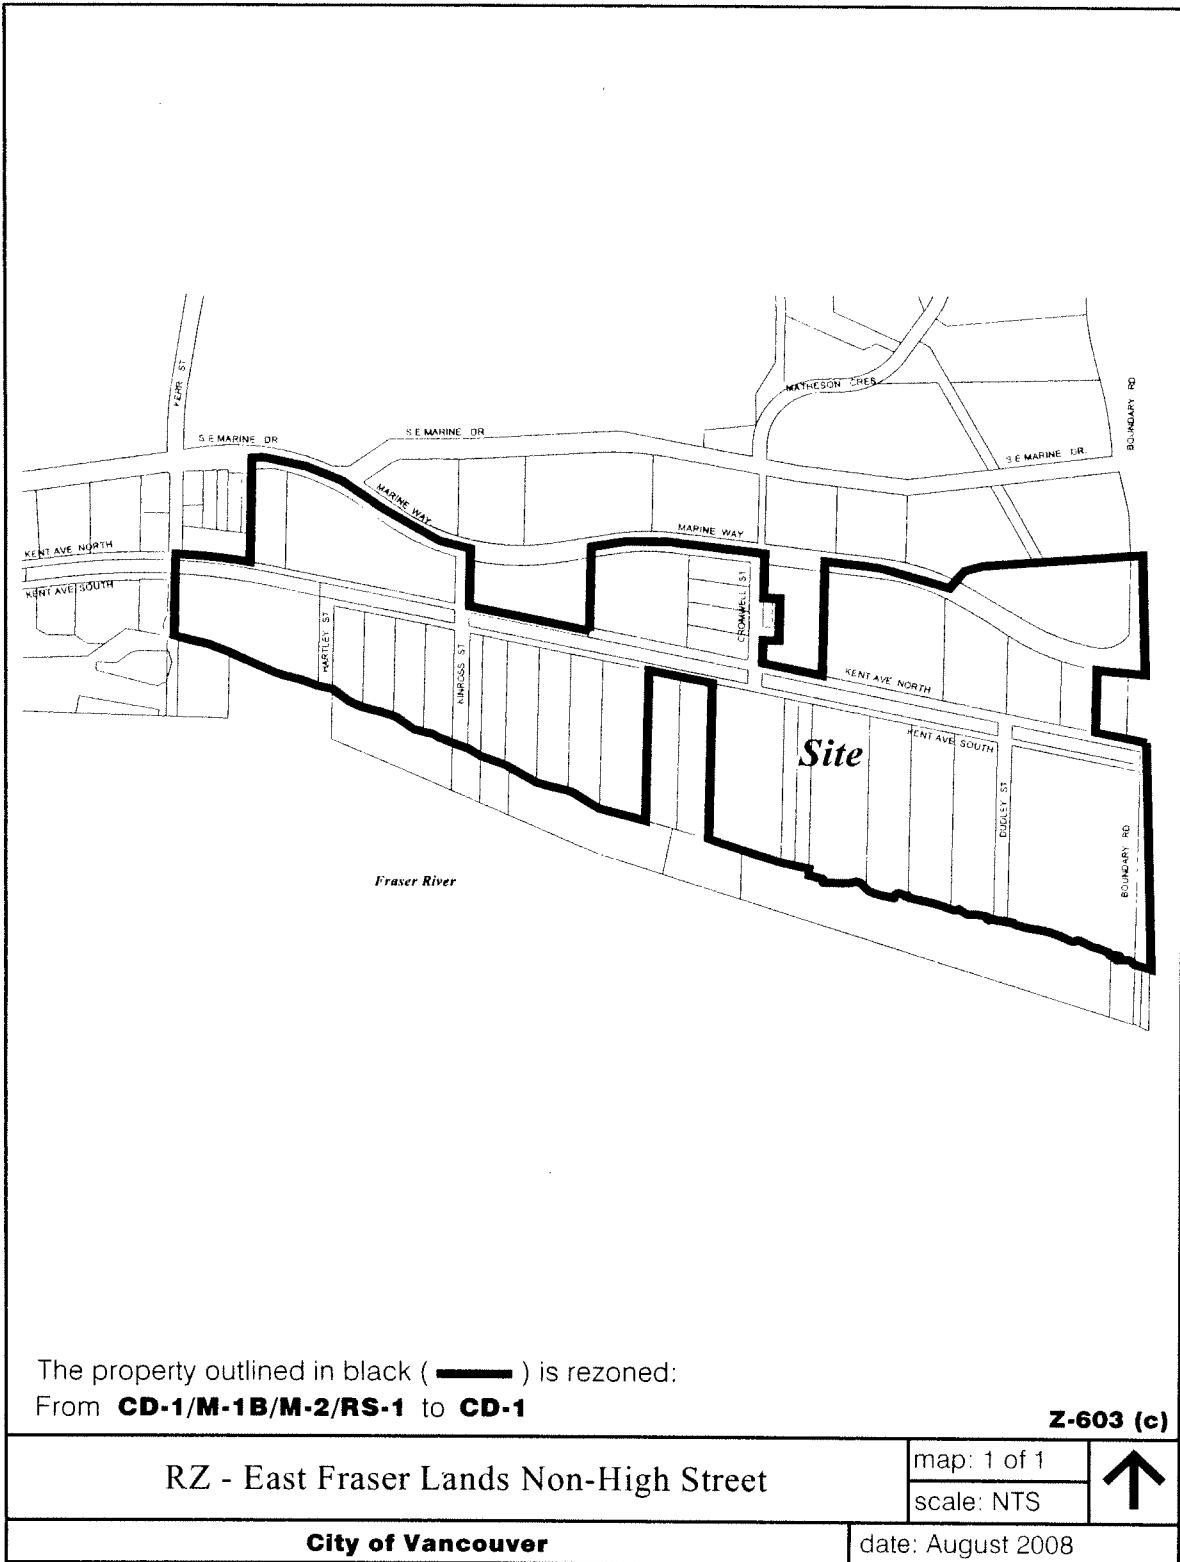 KERR ST
S E MARINE DR
S E MARINE DR
MATHESON CRES
BOUNDARY RD
S E MARINE DR.
MARINE WAY
MARINE WAY
KENT AVE NORTH
KENT AVE SOUTH
HARTLEY ST
KINROSS ST
CROMWELL ST
KENT AVE NORTH
KENT AVE SOUTH
Site
DUDLEY ST
BOUNDARY RD
Fraser River
The property outlined in black ( ) is rezoned:
From CD-1/M-1B/M-2/RS-1 to CD-1
Z-603 (c)
RZ - East Fraser Lands Non-High Street
map: 1 of 1
scale: NTS
City of Vancouver
date: August 2008